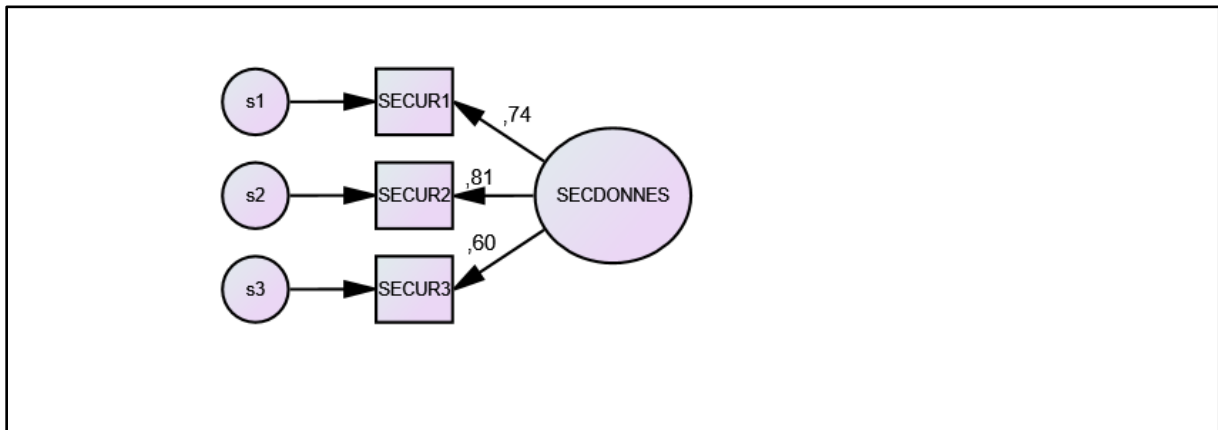 s1 SECUR1 ,74
s2 SECUR2 ,81 SECDONNES
s3 SECUR3 ,60